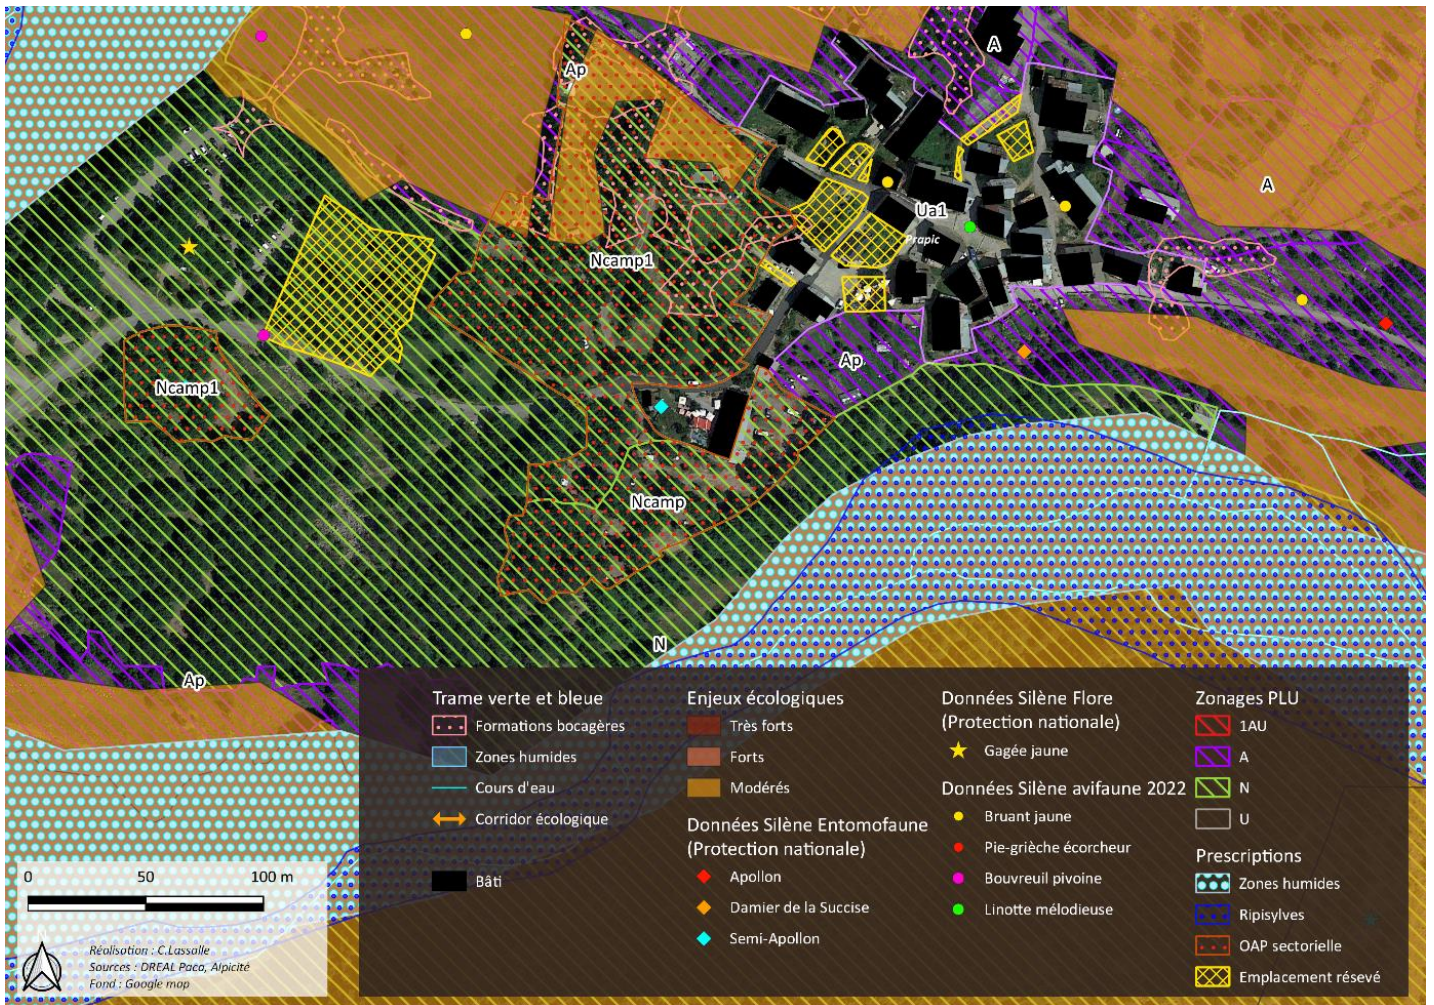 A
Ap
A
Ua1
Prapic
Ncamp1
Ap
Ncamp1
Ncamp
N
Ap
Trame verte et bleue
Formations bocagères
Zones humides
Cours d'eau
Corridor écologique
Bâti
Enjeux écologiques
Très forts
Forts
Modérés
Données Silène Entomofaune
(Protection nationale)
Apollon
Damier de la Succise
Semi-Apollon
Données Silène Flore
(Protection nationale)
Gagée jaune
Données Silène avifaune 2022
Bruant jaune
Pie-grièche écorcheur
Bouvreuil pivoine
Linotte mélodieuse
Zonages PLU
1AU
A
N
U
Prescriptions
Zones humides
Ripisylves
OAP sectorielle
Emplacement résevé
0 50 100 m
N
Réalisation : C.Lassalle
Sources : DREAL Paca, Alpicité
Fond : Google map